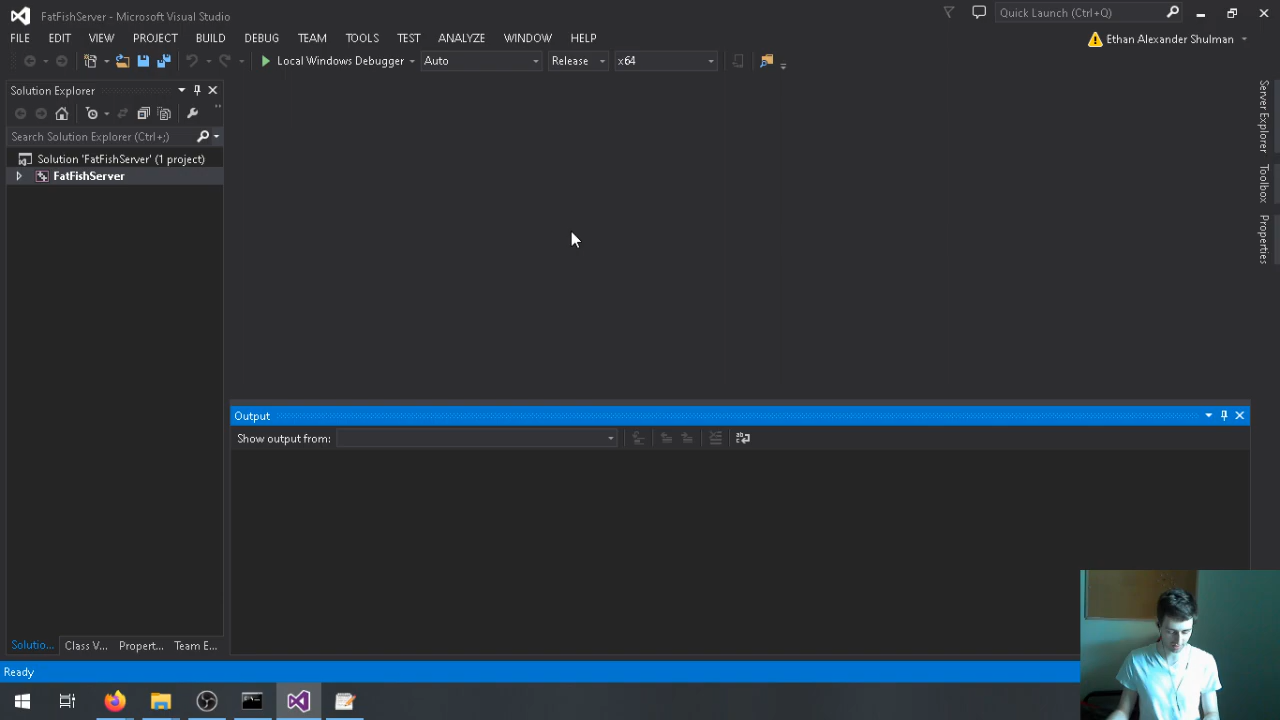 FatFishServer - Microsoft Visual Studio
Quick Launch (Ctrl+Q)
FILE EDIT VIEW PROJECT BUILD DEBUG TEAM TOOLS TEST ANALYZE WINDOW HELP
Ethan Alexander Shulman
Local Windows Debugger Auto Release x64
Solution Explorer
Search Solution Explorer (Ctrl+;)
Solution 'FatFishServer' (1 project)
FatFishServer
Server Explorer
Toolbox
Properties
Output
Show output from:
Solutio... Class V... Propert... Team E...
Ready